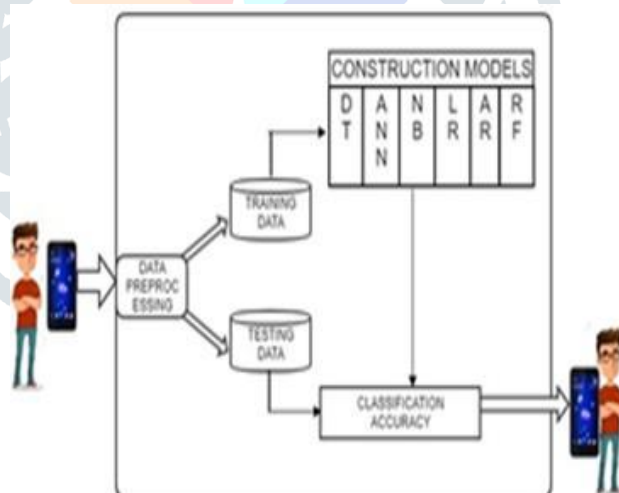 CONSTRUCTION MODELS
D A N L A R
T N B R R F
N
TRAINING
DATA
DATA
PREPROC
ESSING
TESTING
DATA
CLASSIFICATION
ACCURACY